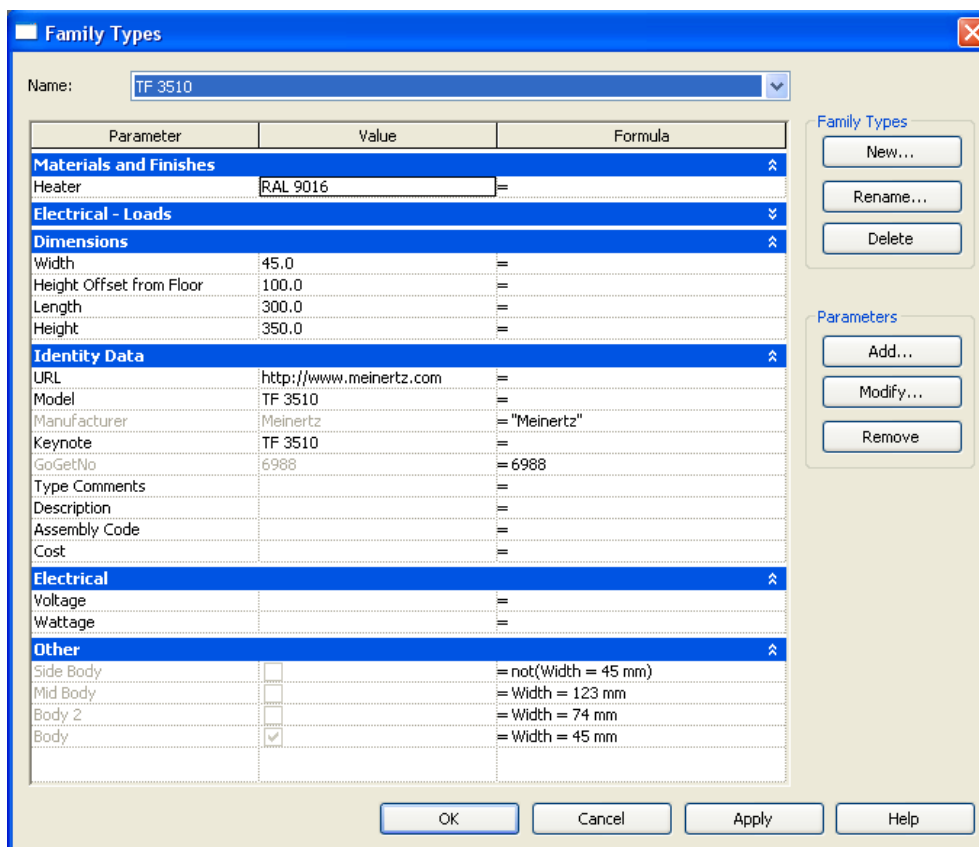 Family Types
Name: TF 3510
Parameter Value Formula
Materials and Finishes
Heater RAL 9016 =
Electrical - Loads
Dimensions
Width 45.0 =
Height Offset from Floor 100.0 =
Length 300.0 =
Height 350.0 =
Identity Data
URL http://www.meinertz.com =
Model TF 3510 =
Manufacturer Meinertz = "Meinertz"
Keynote TF 3510 =
GoGetNo 6988 = 6988
Type Comments =
Description =
Assembly Code =
Cost =
Electrical
Voltage =
Wattage =
Other
Side Body = not(Width = 45 mm)
Mid Body = Width = 123 mm
Body 2 = Width = 74 mm
Body = Width = 45 mm
Family Types
New...
Rename...
Delete
Parameters
Add...
Modify...
Remove
OK Cancel Apply Help